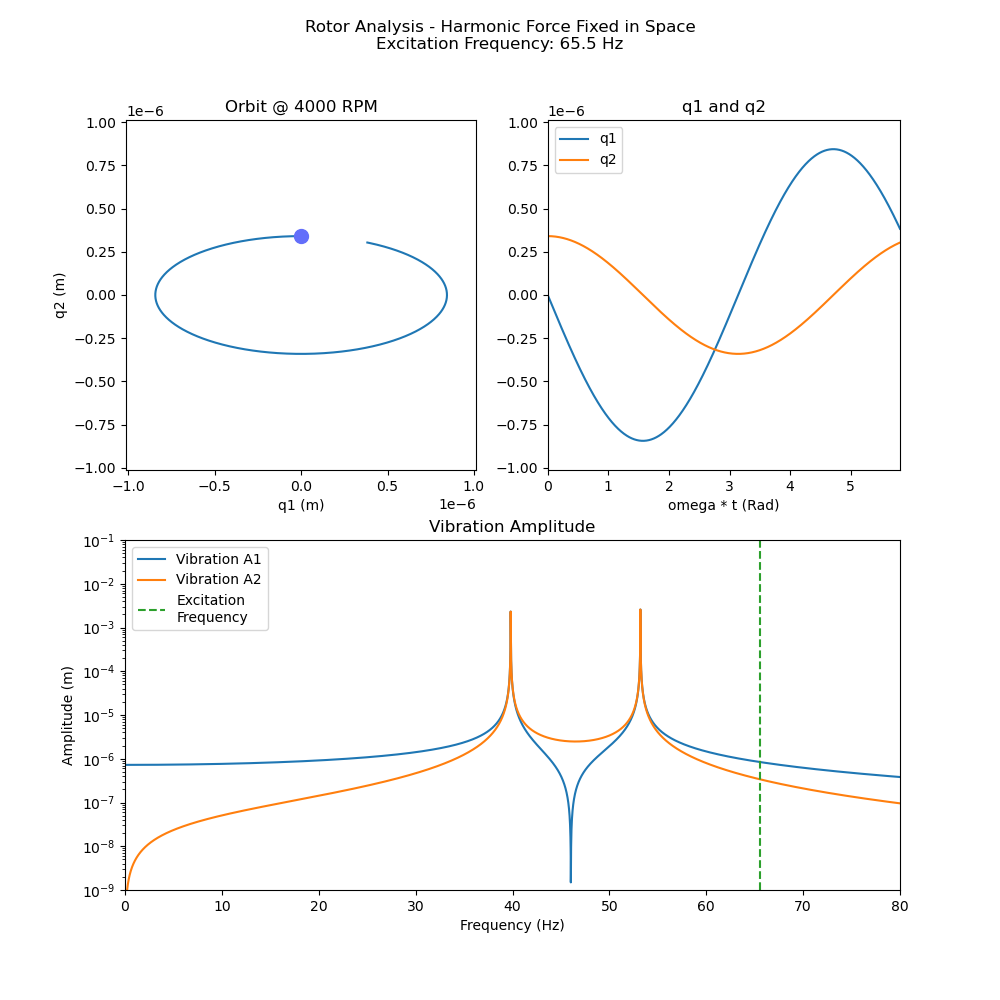 Rotor Analysis - Harmonic Force Fixed in Space
Excitation Frequency: 65.5 Hz
Orbit @ 4000 RPM
1e−6
1.00
0.75
0.50
0.25
0.00
−0.25
−0.50
−0.75
−1.00
q2 (m)
−1.0 −0.5 0.0 0.5 1.0
q1 (m)
1e−6
q1 and q2
1e−6
q1
q2
1.00
0.75
0.50
0.25
0.00
−0.25
−0.50
−0.75
−1.00
0 1 2 3 4 5
omega * t (Rad)
Vibration Amplitude
Vibration A1
Vibration A2
Excitation
Frequency
10⁻¹
10⁻²
10⁻³
10⁻⁴
10⁻⁵
10⁻⁶
10⁻⁷
10⁻⁸
10⁻⁹
Amplitude (m)
0 10 20 30 40 50 60 70 80
Frequency (Hz)